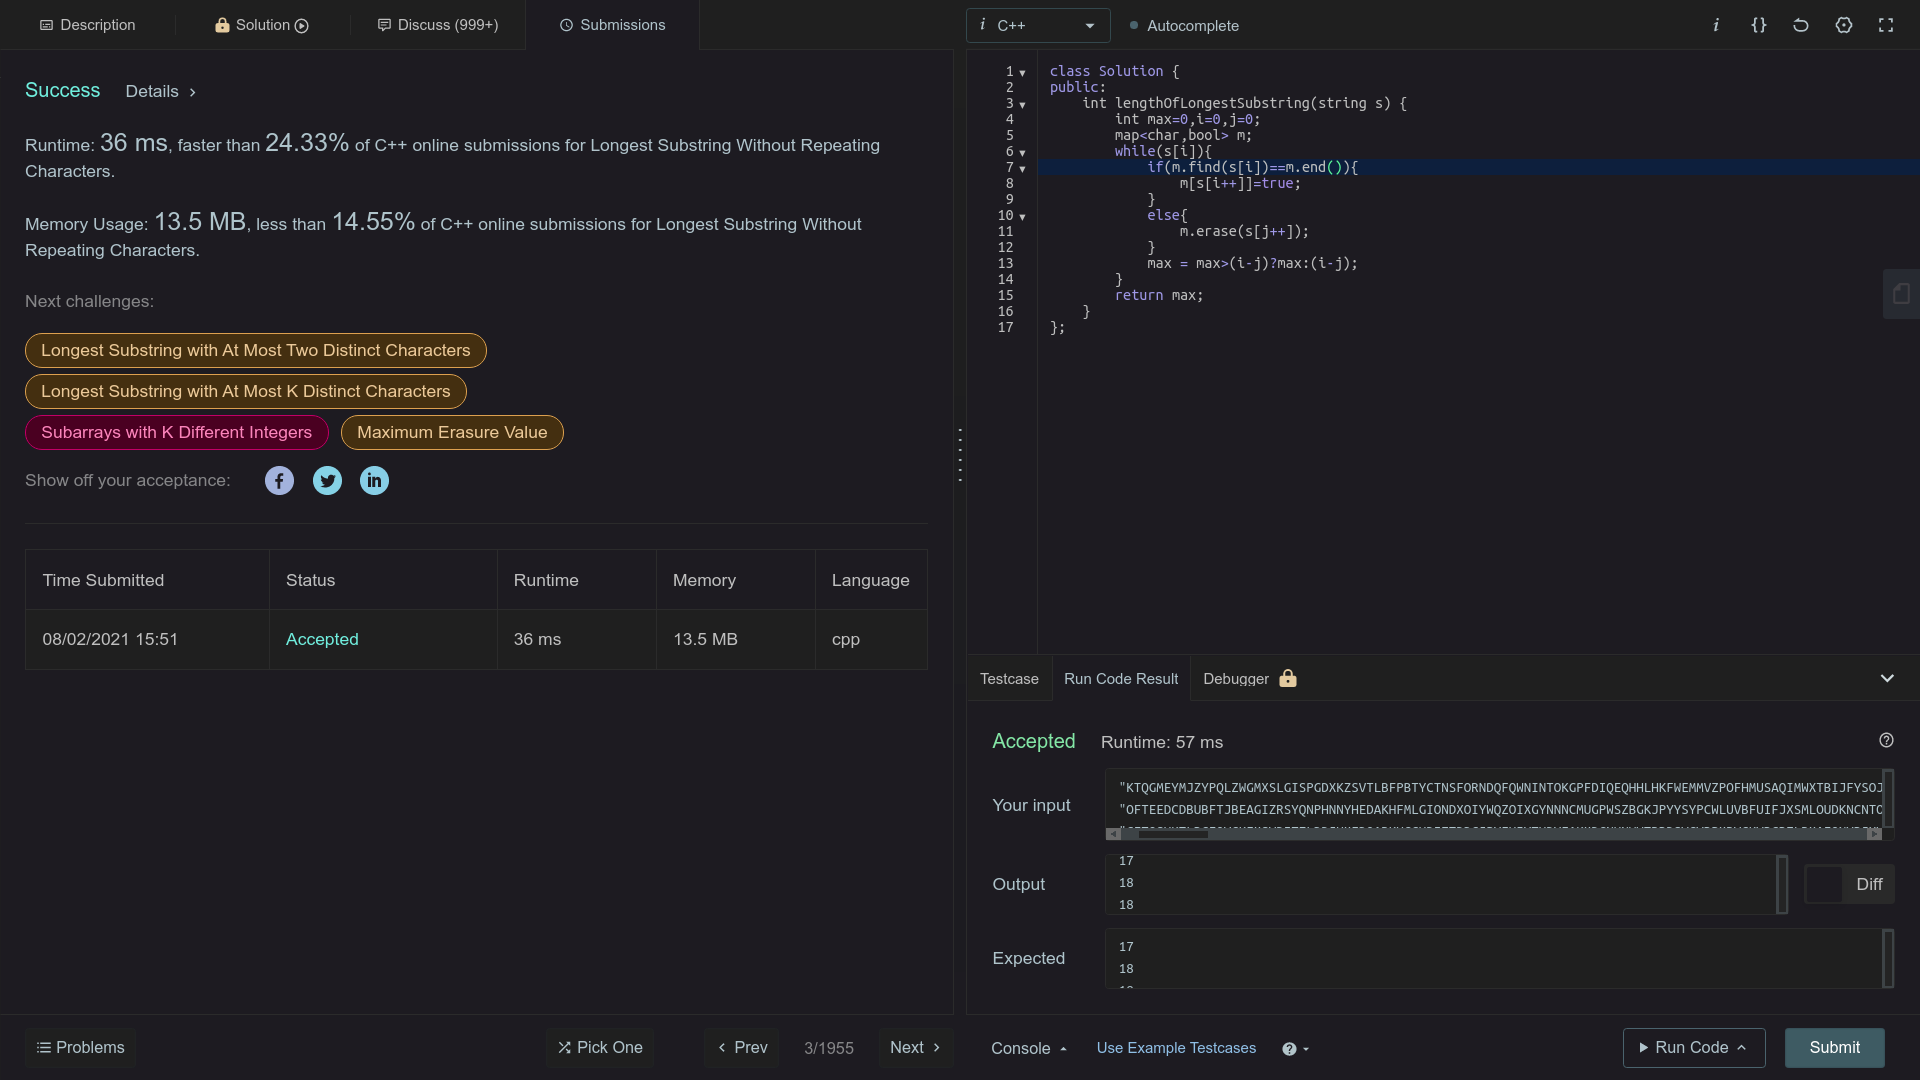 Description
Solution
Discuss (999+)
Submissions
Success Details
Runtime: 36 ms, faster than 24.33% of C++ online submissions for Longest Substring Without Repeating
Characters.
Memory Usage: 13.5 MB, less than 14.55% of C++ online submissions for Longest Substring Without
Repeating Characters.
Next challenges:
Longest Substring with At Most Two Distinct Characters
Longest Substring with At Most K Distinct Characters
Subarrays with K Different Integers
Maximum Erasure Value
Show off your acceptance:
Time Submitted Status Runtime Memory Language
08/02/2021 15:51 Accepted 36 ms 13.5 MB cpp
Problems
Pick One
Prev
3/1955
Next
i C++
Autocomplete
1 class Solution {
2 public:
3     int lengthOfLongestSubstring(string s) {
4         int max=0,i=0,j=0;
5         map<char,bool> m;
6         while(s[i]){
7             if(m.find(s[i])==m.end()){
8                 m[s[i++]]=true;
9             }
10             else{
11                 m.erase(s[j++]);
12             }
13             max = max>(i-j)?max:(i-j);
14         }
15         return max;
16     }
17 };
Testcase
Run Code Result
Debugger
Accepted Runtime: 57 ms
Your input
"KTQGMEYMJZYPQLZWGMXSLGISPGDXKZSVTLBFPBTYCTNSFORNDQFQWNINTOKGPFDIQEQHHLHKFWEMMVZPOFHMUSAQIMWXTBIJFYSOJ
"OFTEEDCDBUBFTJBEAGIZRSYQNPHNNYHEDAKHFMLGIONDXOIYWQZOIXGYNNNCMUGPWSZBGKJPYYSYPCWLUVBFUIFJXSMLOUDKNCNTO
Output
17
18
18
Diff
Expected
17
18
Console
Use Example Testcases
Run Code
Submit